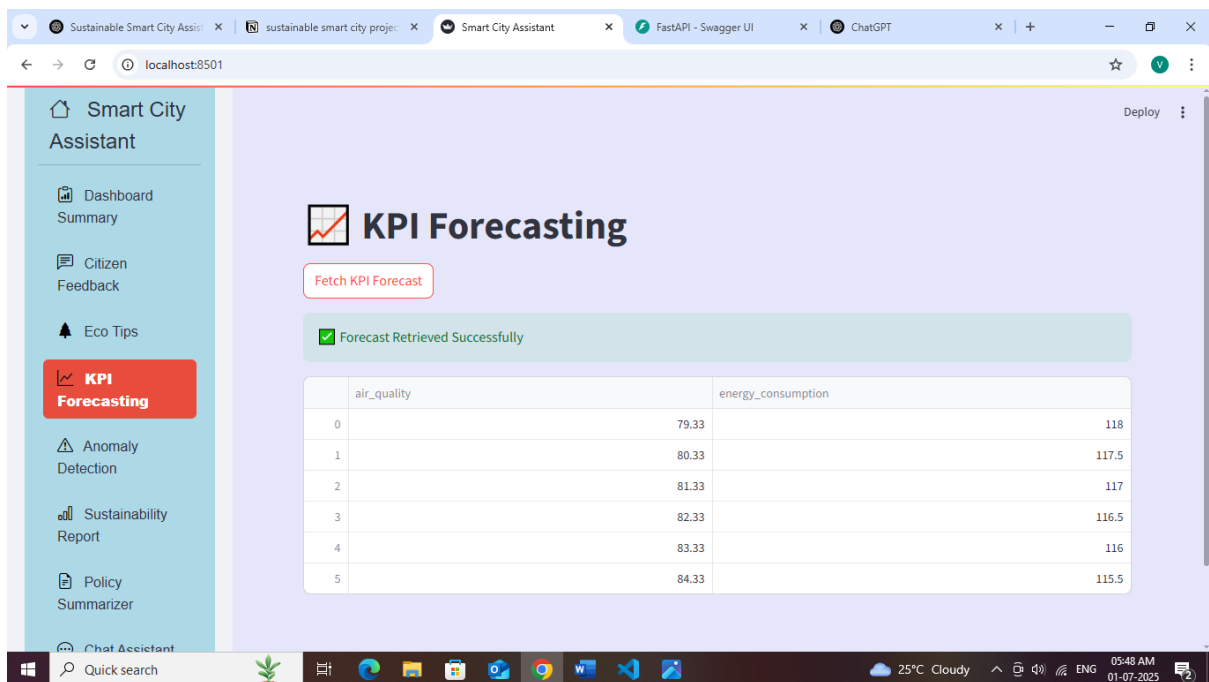 Sustainable Smart City Assist
sustainable smart city projec
Smart City Assistant
FastAPI - Swagger UI
ChatGPT
localhost:8501
V
Smart City
Assistant
Dashboard
Summary
Citizen
Feedback
Eco Tips
KPI
Forecasting
Anomaly
Detection
Sustainability
Report
Policy
Summarizer
Chat Assistant
Deploy
KPI Forecasting
Fetch KPI Forecast
Forecast Retrieved Successfully
air_quality energy_consumption
0 79.33 118
1 80.33 117.5
2 81.33 117
3 82.33 116.5
4 83.33 116
5 84.33 115.5
Quick search
25°C Cloudy
ENG
05:48 AM
01-07-2025
2